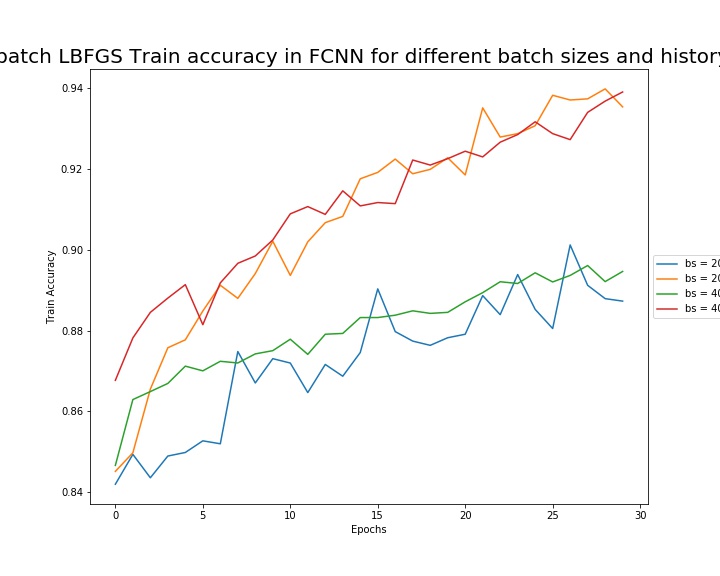 batch LBFGS Train accuracy in FCNN for different batch sizes and history
0.94
0.92
0.90
0.88
0.86
0.84
Train Accuracy
0
5
10
15
20
25
30
Epochs
bs = 20
bs = 20
bs = 40
bs = 40